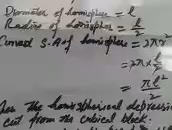 Diameter of hemisphere = l
Radius of hemisphere = l/2
Curved S.A of hemisphere = 2πr²
= 2π × l/2
= πl²/2
the hemispherical depression
cut from the cubical block.